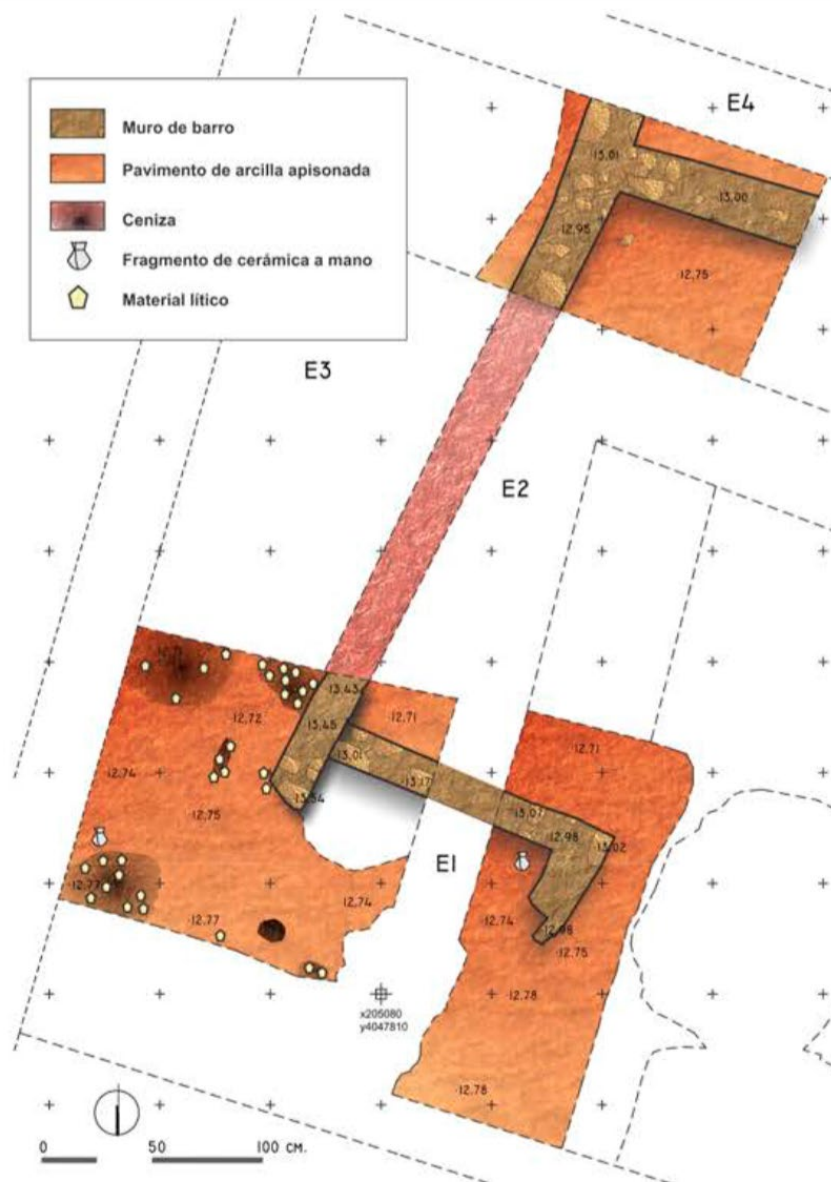 Muro de barro
Pavimento de arcilla apisonada
Ceniza
Fragmento de cerámica a mano
Material lítico
E4
13.01
13.00
12.95
12.75
E3
E2
13.43
12.72
13.45
12.71
12.71
13.01
12.74
13.17
13.54
12.75
13.07
12.98
13.02
E1
12.77
12.74
12.77
12.74
12.98
12.75
12.78
x205080
y4047810
12.78
0 50 100 CM.